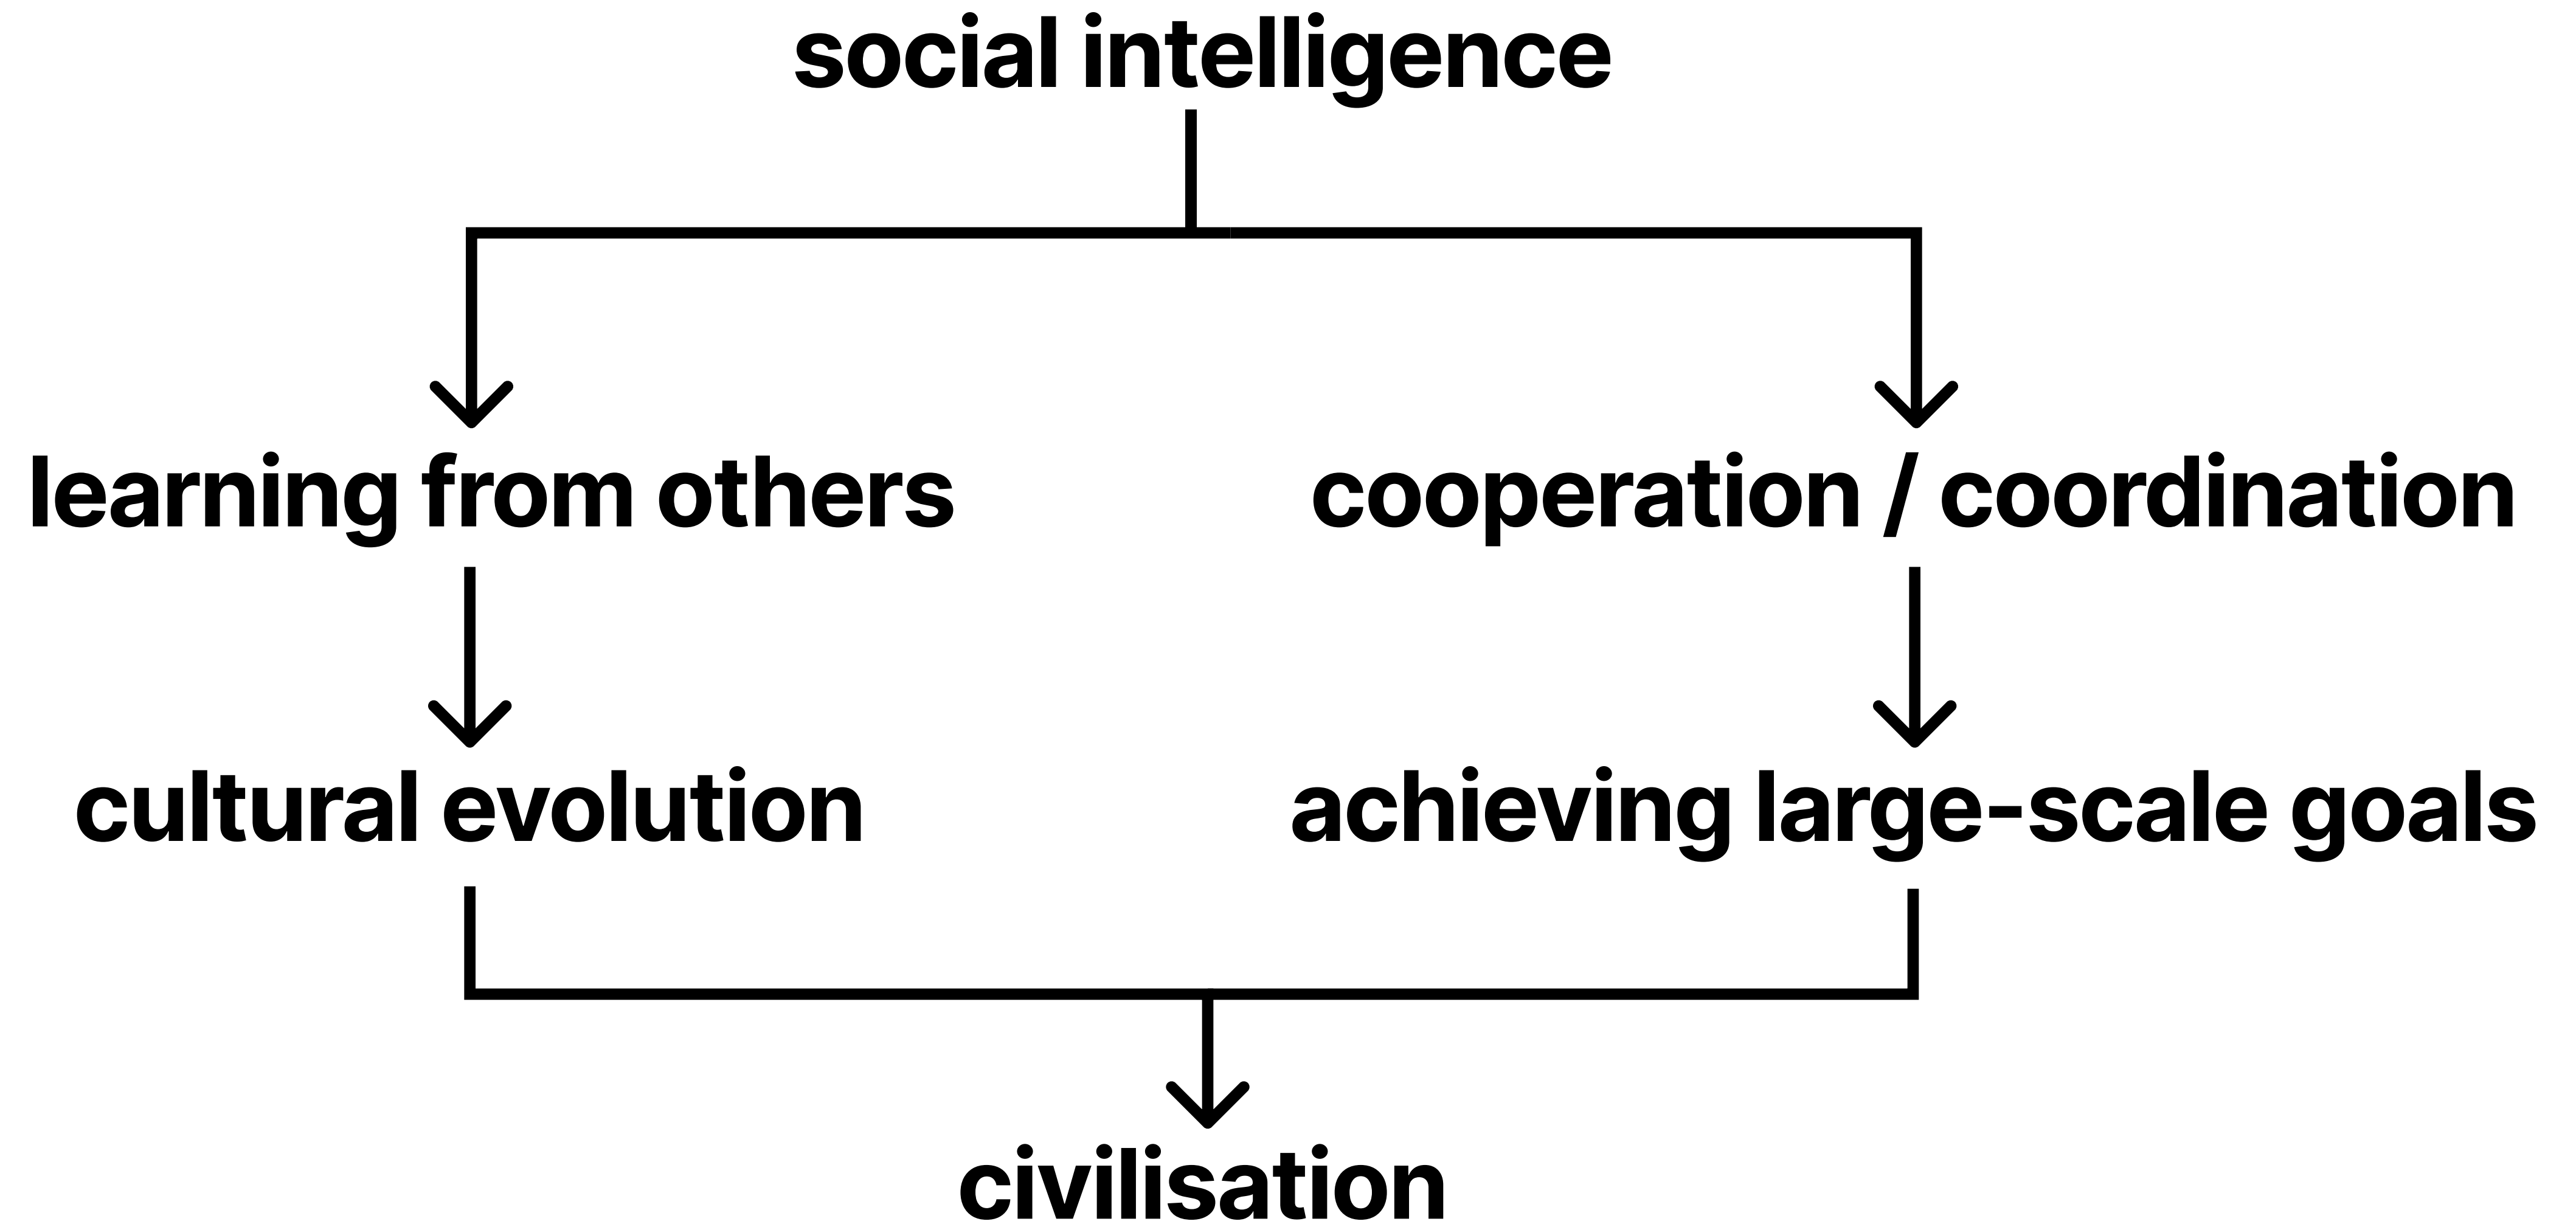 social intelligence
learning from others
cooperation / coordination
cultural evolution
achieving large-scale goals
civilisation